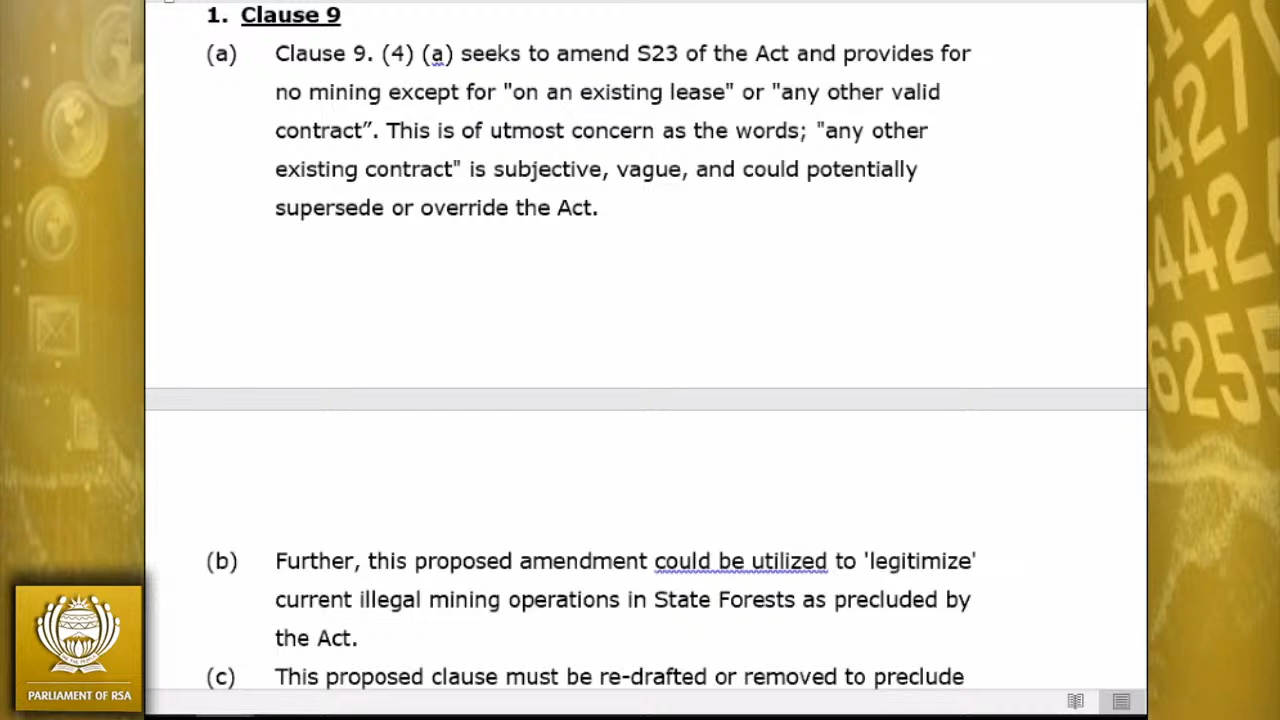 1. Clause 9
(a) Clause 9. (4) (a) seeks to amend S23 of the Act and provides for
no mining except for "on an existing lease" or "any other valid
contract”. This is of utmost concern as the words; "any other
existing contract" is subjective, vague, and could potentially
supersede or override the Act.
(b) Further, this proposed amendment could be utilized to 'legitimize'
current illegal mining operations in State Forests as precluded by
the Act.
(c) This proposed clause must be re-drafted or removed to preclude
PARLIAMENT OF RSA
427
4426
442
6255